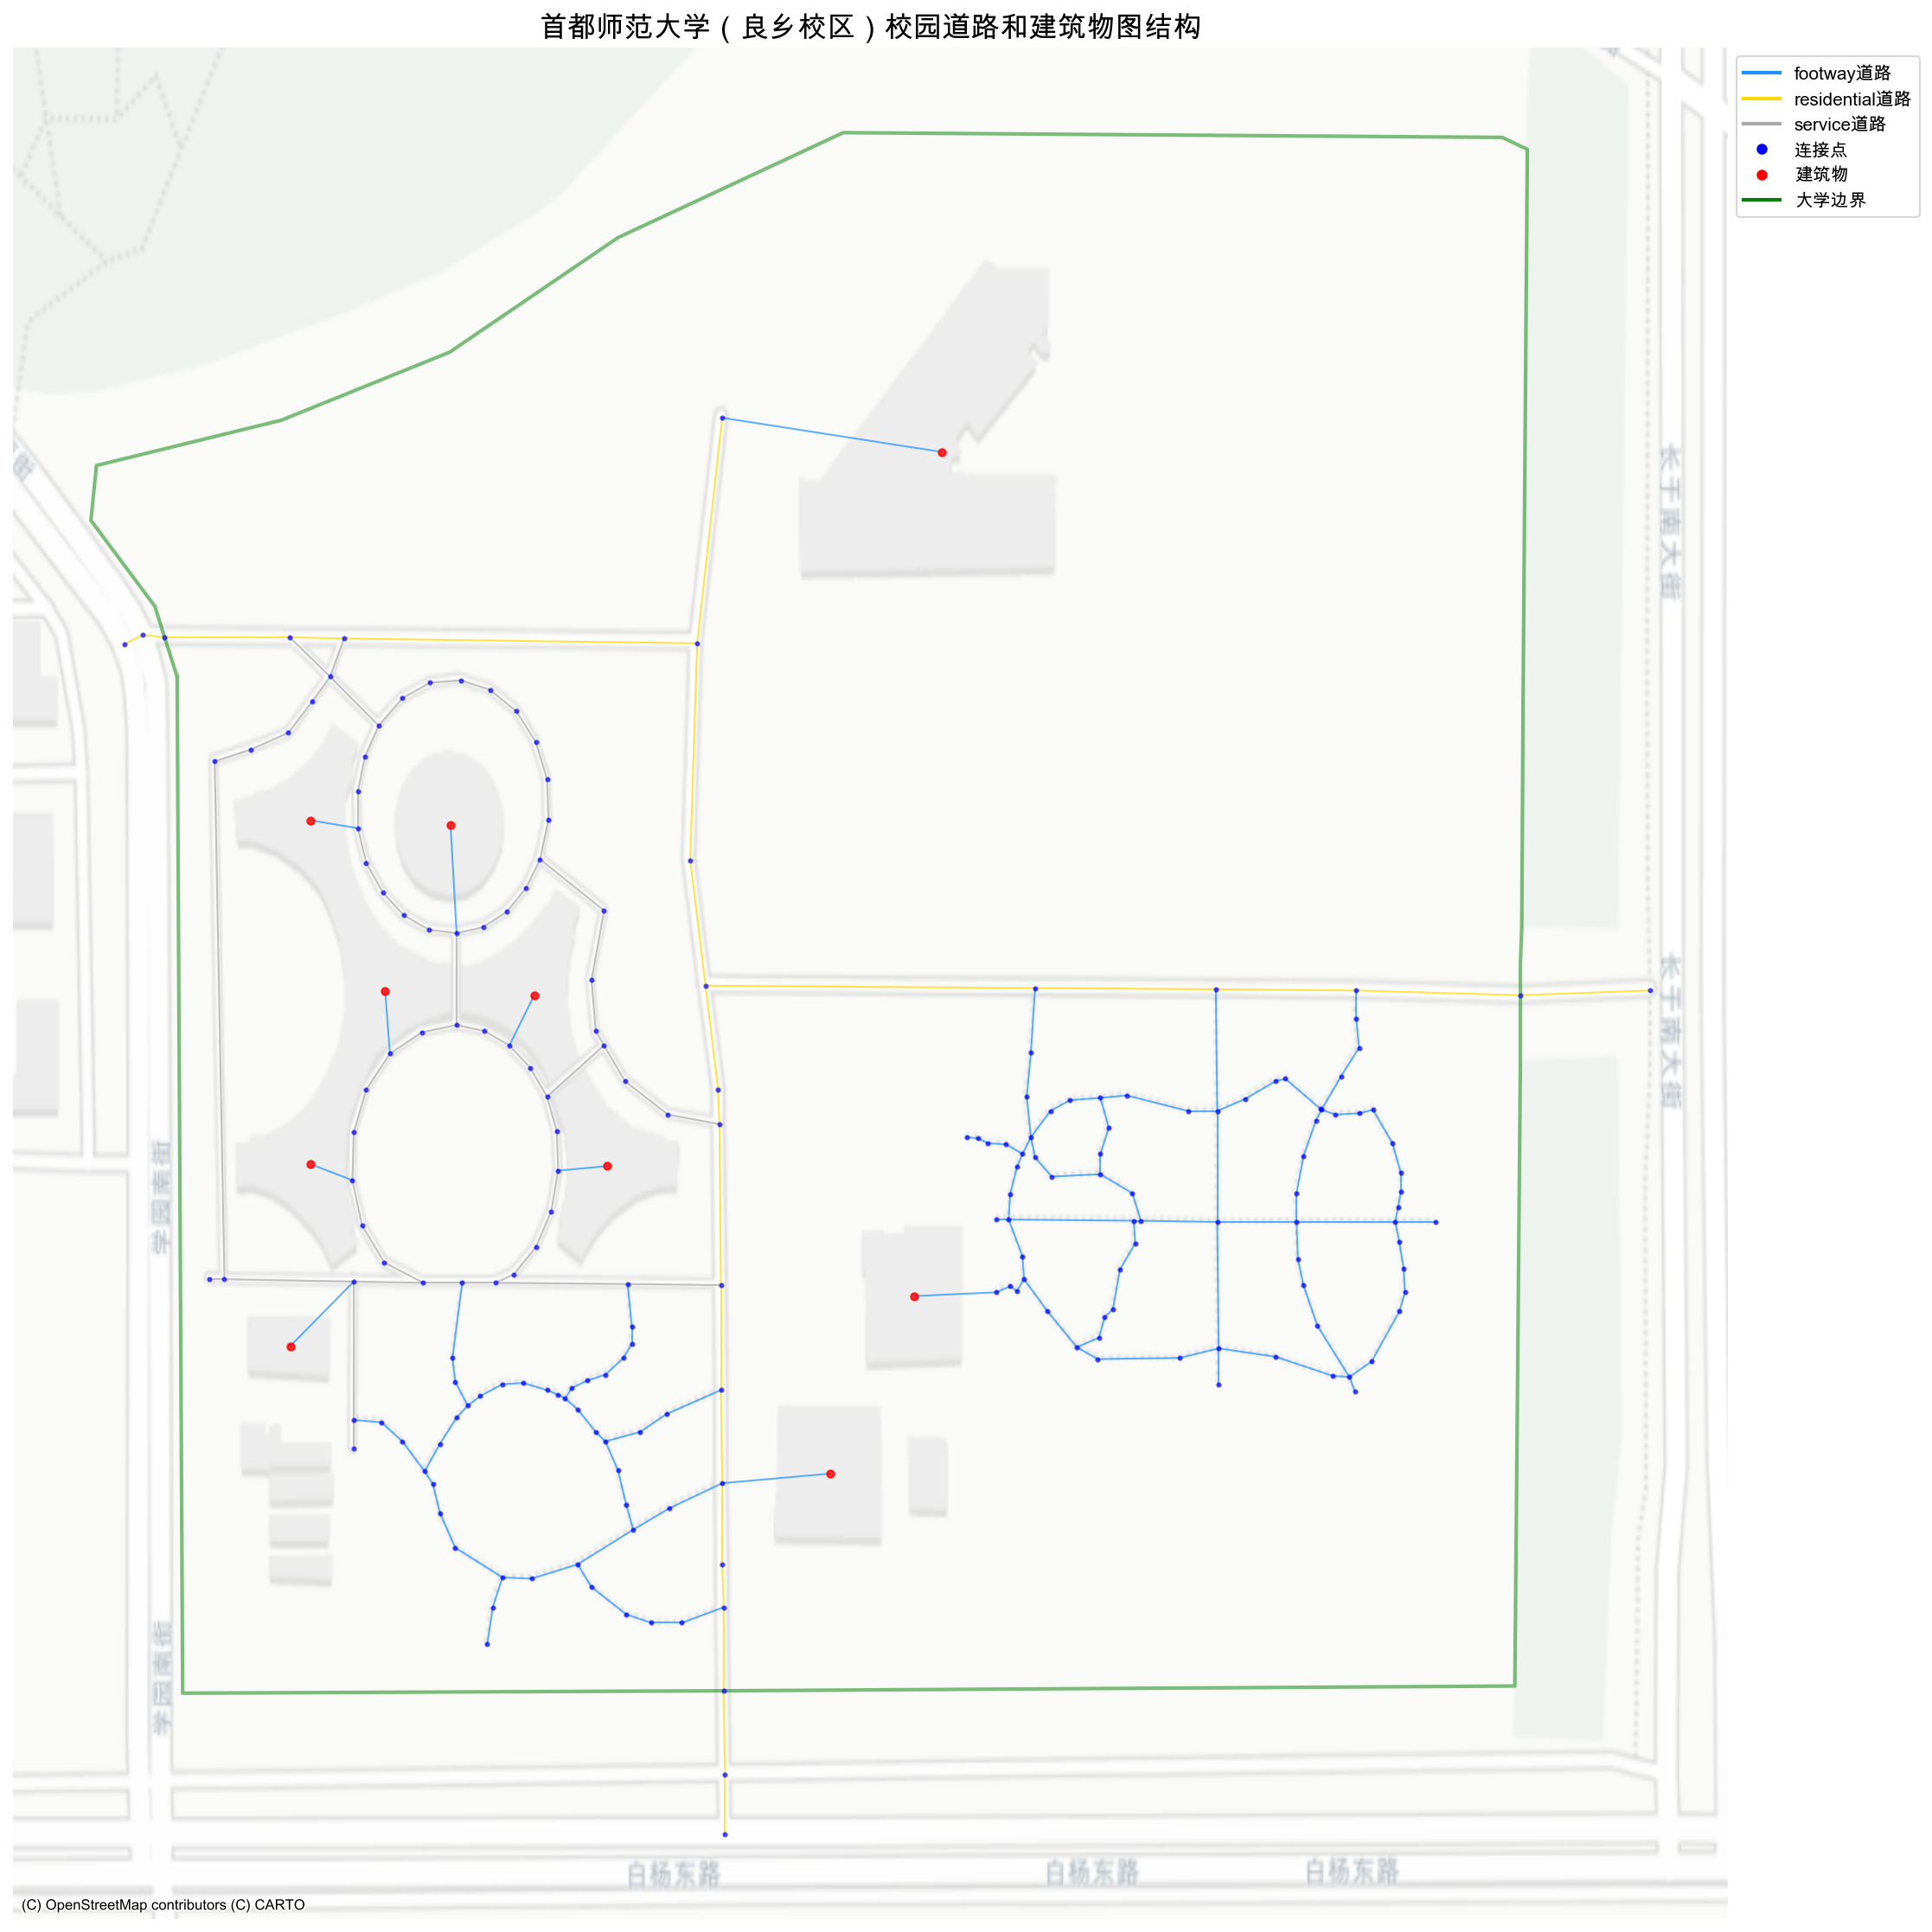 首都师范大学（良乡校区）校园道路和建筑物图结构
footway道路
residential道路
service道路
连接点
建筑物
大学边界
街
长于南大街
长于南大街
学园南街
学园南街
白杨东路
白杨东路
白杨东路
(C) OpenStreetMap contributors (C) CARTO